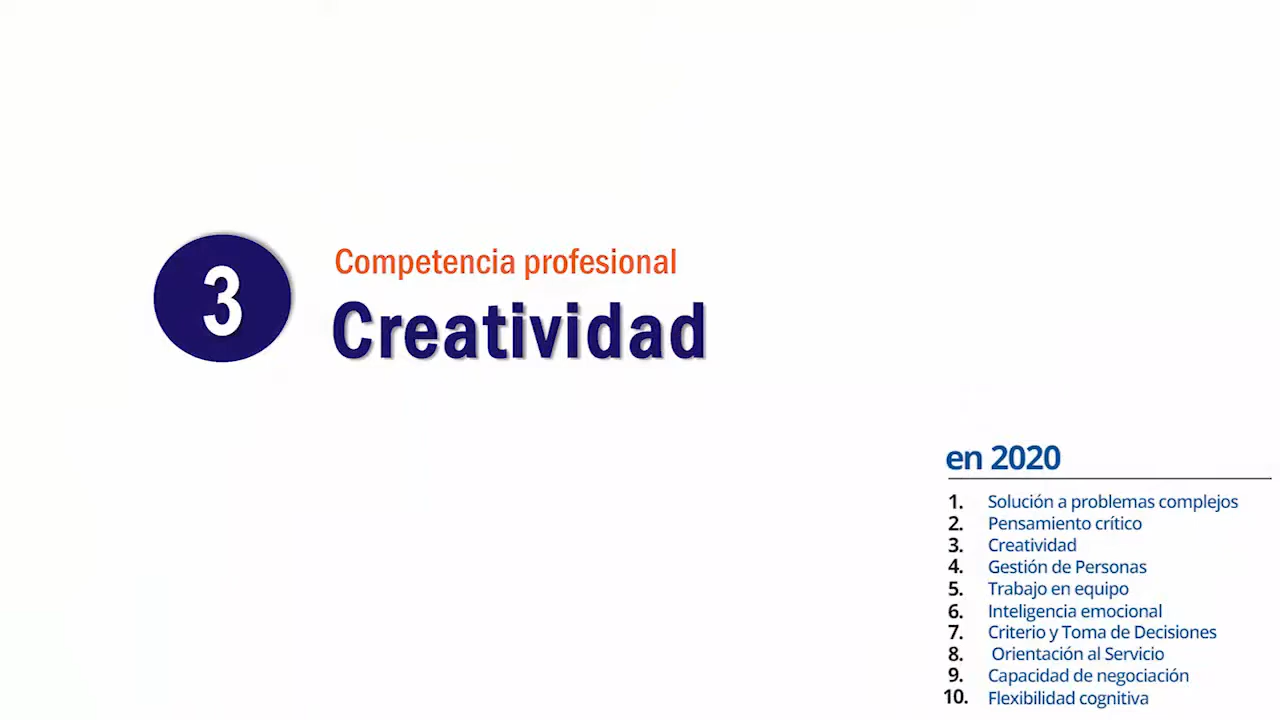 3
Competencia profesional
Creatividad
en 2020
1. Solución a problemas complejos
2. Pensamiento crítico
3. Creatividad
4. Gestión de Personas
5. Trabajo en equipo
6. Inteligencia emocional
7. Criterio y Toma de Decisiones
8. Orientación al Servicio
9. Capacidad de negociación
10. Flexibilidad cognitiva